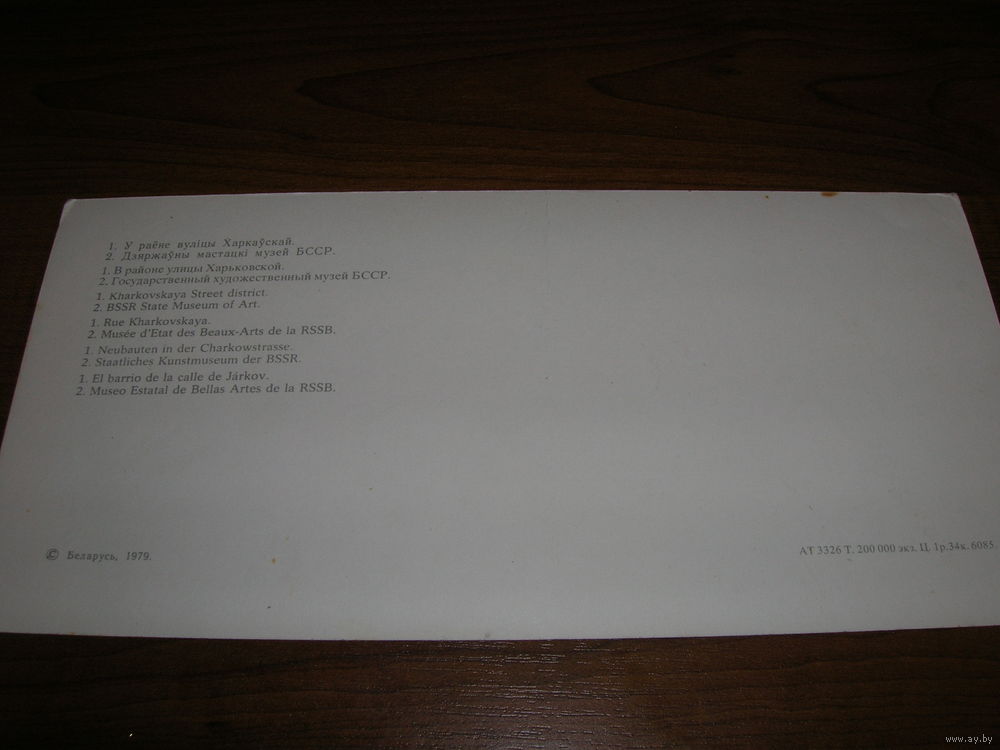 1. У раёне вуліцы Харкаўскай.
2. Дзяржаўны мастацкі музей БССР.
1. В районе улицы Харьковской.
2. Государственный художественный музей БССР.
1. Kharkovskaya Street district.
2. BSSR State Museum of Art.
1. Rue Kharkovskaya.
2. Musée d'Etat des Beaux-Arts de la RSSB.
1. Neubauten in der Charkowstrasse.
2. Staatliches Kunstmuseum der BSSR.
1. El barrio de la calle de Járkov.
2. Museo Estatal de Bellas Artes de la RSSB.
© Беларусь, 1979.
АТ 3326 Т. 200 000 экз. Ц. 1р.34к. 6085.
www.ay.by